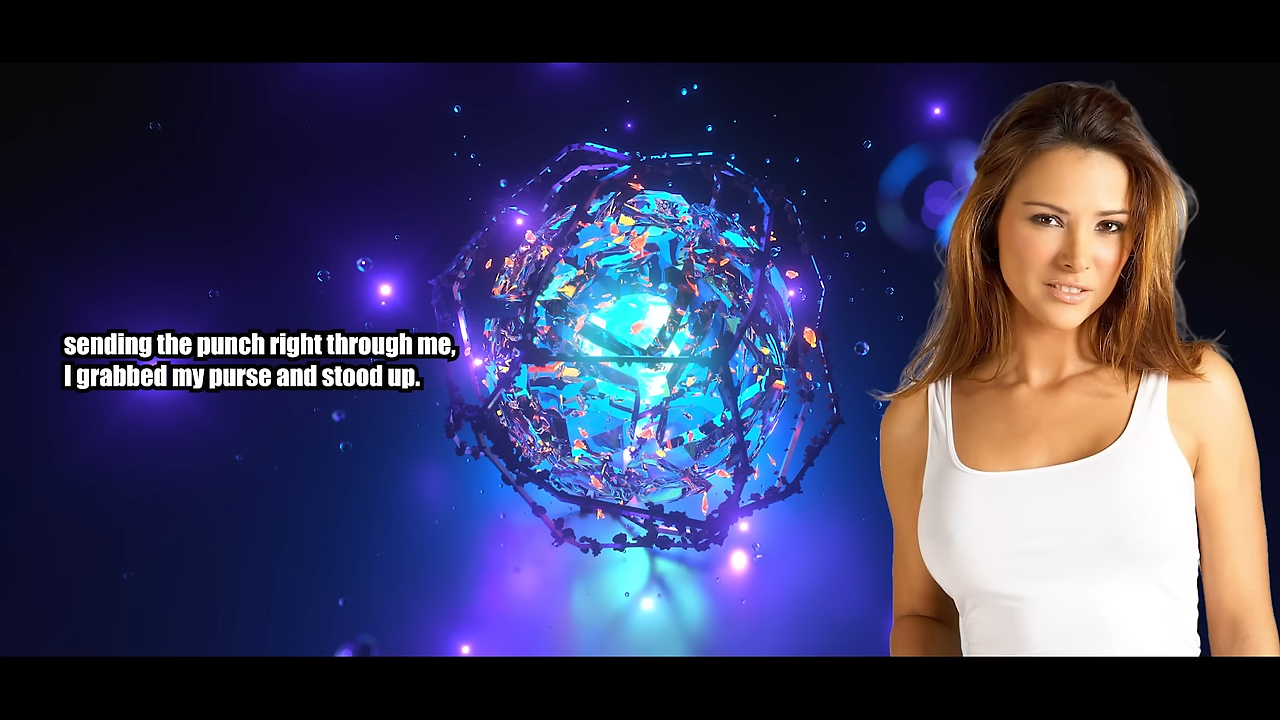 sending the punch right through me,
I grabbed my purse and stood up.